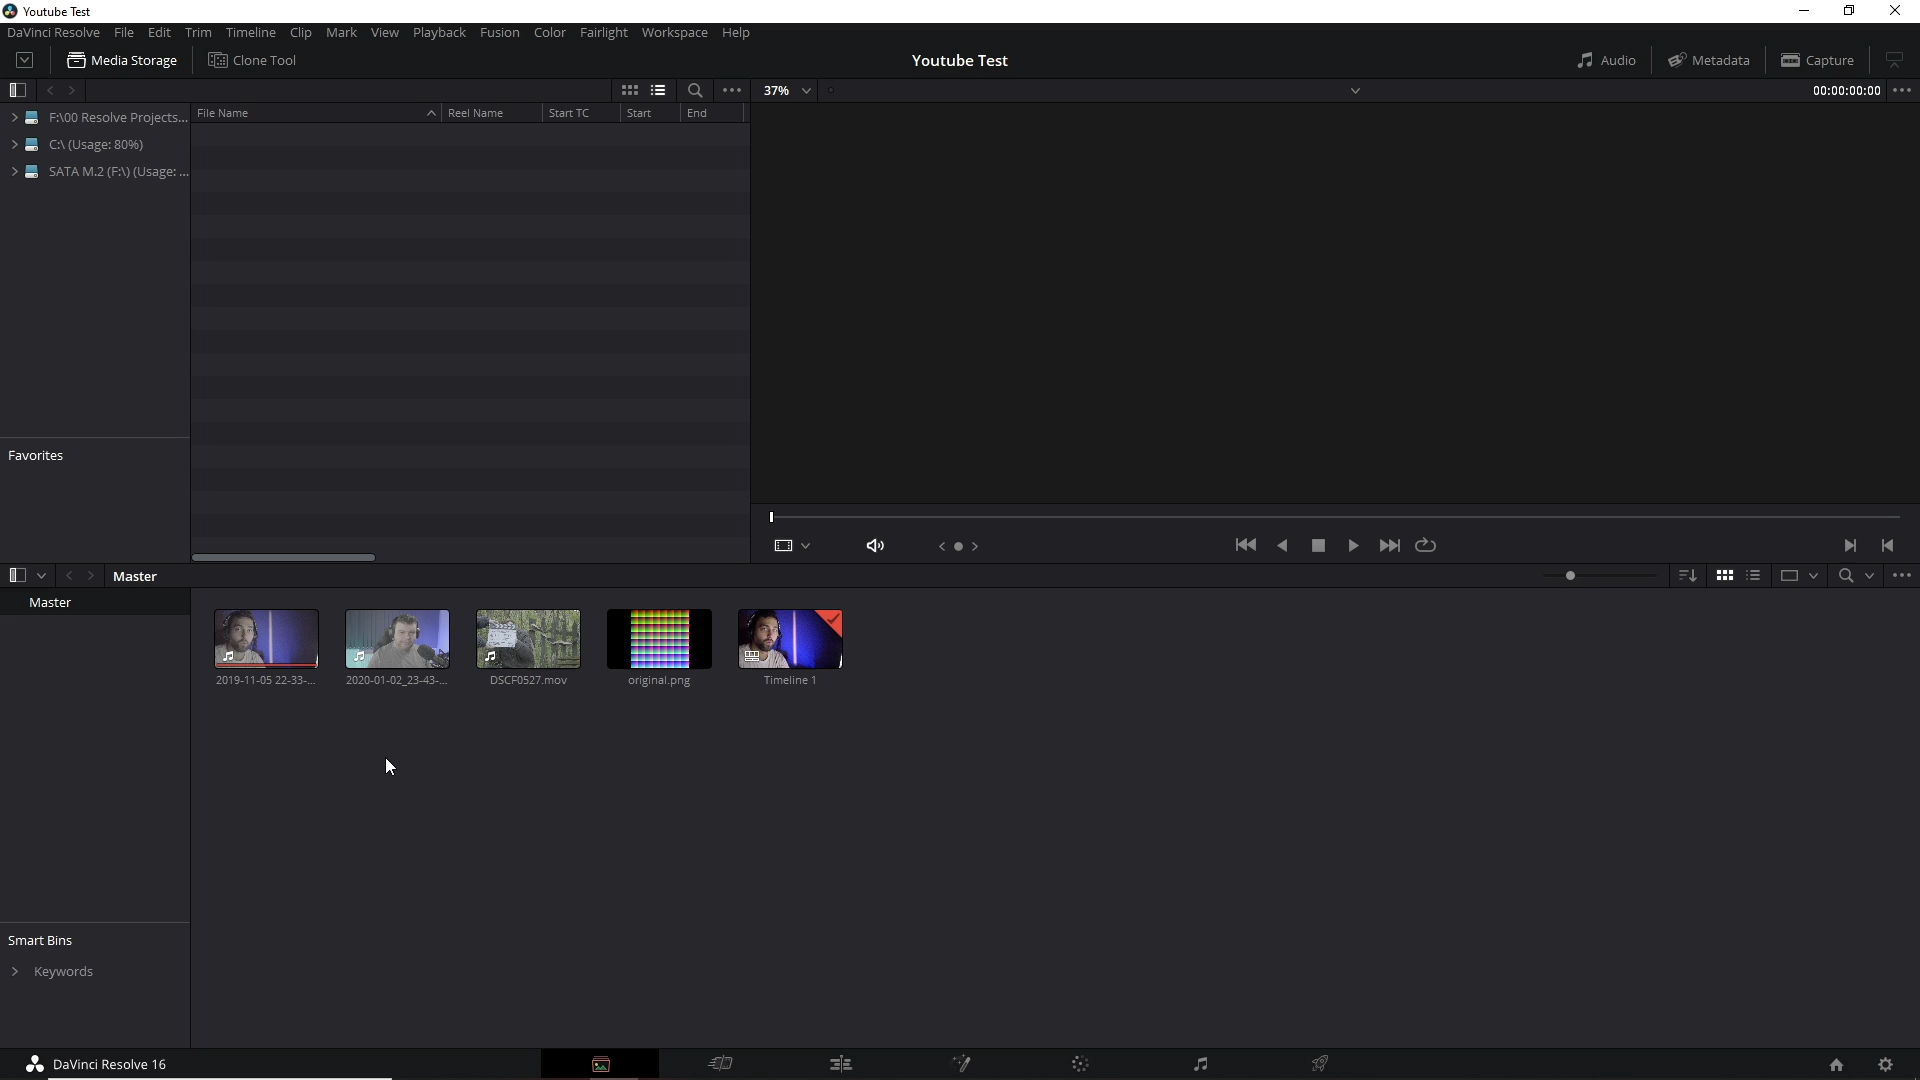 Youtube Test
DaVinci Resolve File Edit Trim Timeline Clip Mark View Playback Fusion Color Fairlight Workspace Help
Media Storage Clone Tool Youtube Test Audio Metadata Capture
37% 00:00:00:00
File Name Reel Name Start TC Start End
F:\00 Resolve Projects...
C:\ (Usage: 80%)
SATA M.2 (F:\) (Usage: ...
Favorites
Master
Master
2019-11-05 22-33-... 2020-01-02_23-43-... DSCF0527.mov original.png Timeline 1
Smart Bins
Keywords
DaVinci Resolve 16